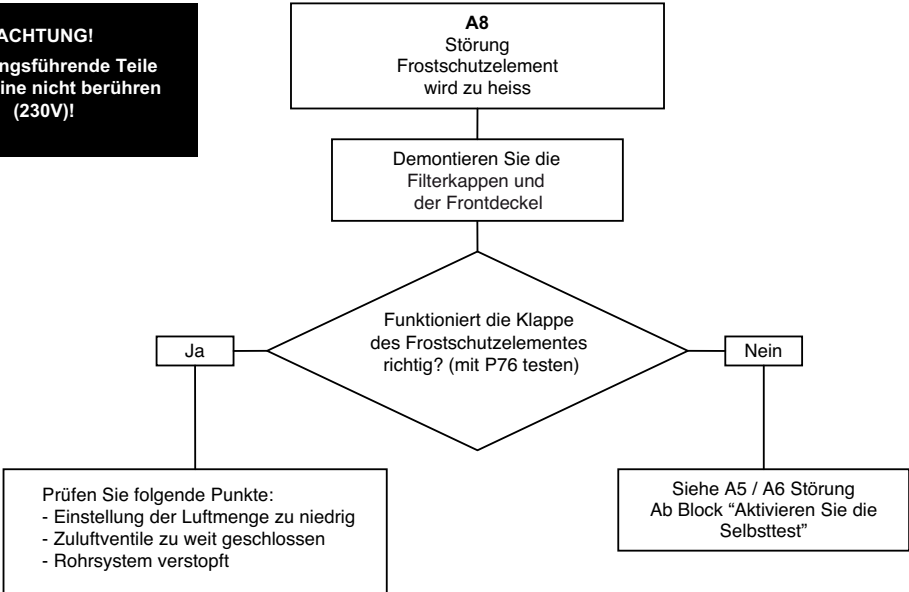 ACHTUNG!
Teile
nicht berühren
(230V)!
A8
Störung
Frostschutzelement
wird zu heiss
Demontieren Sie die
Filterkappen und
der Frontdeckel
Funktioniert die Klappe
des Frostschutzelementes
richtig? (mit P76 testen)
Ja
Nein
Prüfen Sie folgende Punkte:
- Einstellung der Luftmenge zu niedrig
- Zuluftventile zu weit geschlossen
- Rohrsystem verstopft
Siehe A5 / A6 Störung
Ab Block “Aktivieren Sie die
Selbsttest”